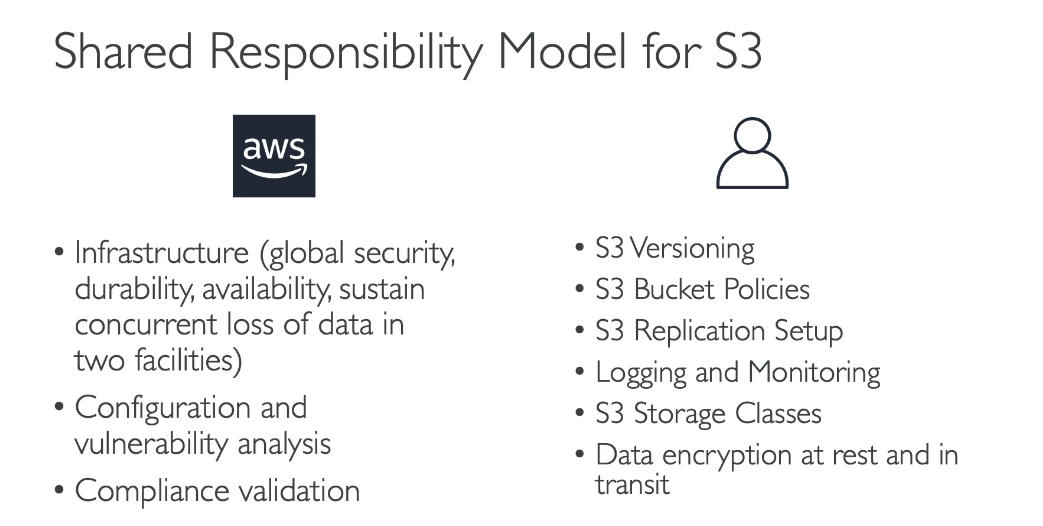 Shared Responsibility Model for S3
aws
• Infrastructure (global security,
durability, availability, sustain
concurrent loss of data in
two facilities)
• Configuration and
vulnerability analysis
• Compliance validation
• S3 Versioning
• S3 Bucket Policies
• S3 Replication Setup
• Logging and Monitoring
• S3 Storage Classes
• Data encryption at rest and in
transit